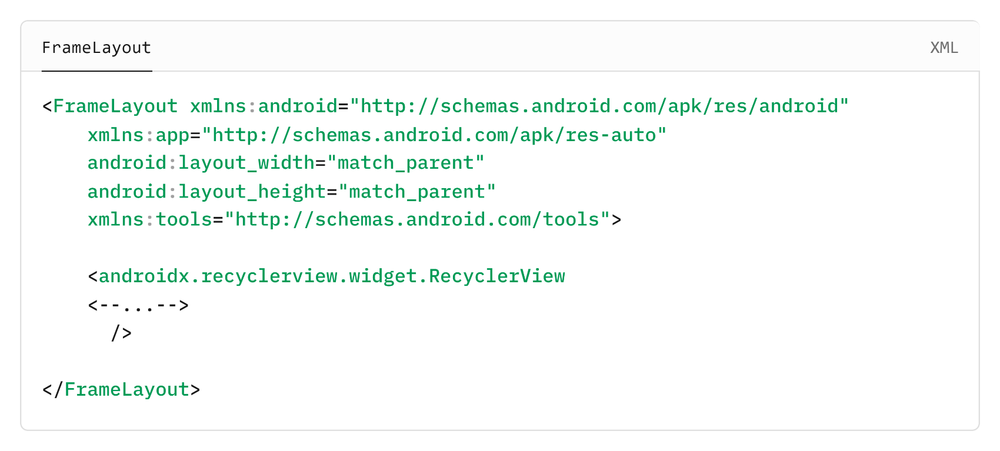 FrameLayout
XML
<FrameLayout xmlns:android="http://schemas.android.com/apk/res/android"
    xmlns:app="http://schemas.android.com/apk/res-auto"
    android:layout_width="match_parent"
    android:layout_height="match_parent"
    xmlns:tools="http://schemas.android.com/tools">
    <androidx.recyclerview.widget.RecyclerView
    <--...-->
      />
</FrameLayout>